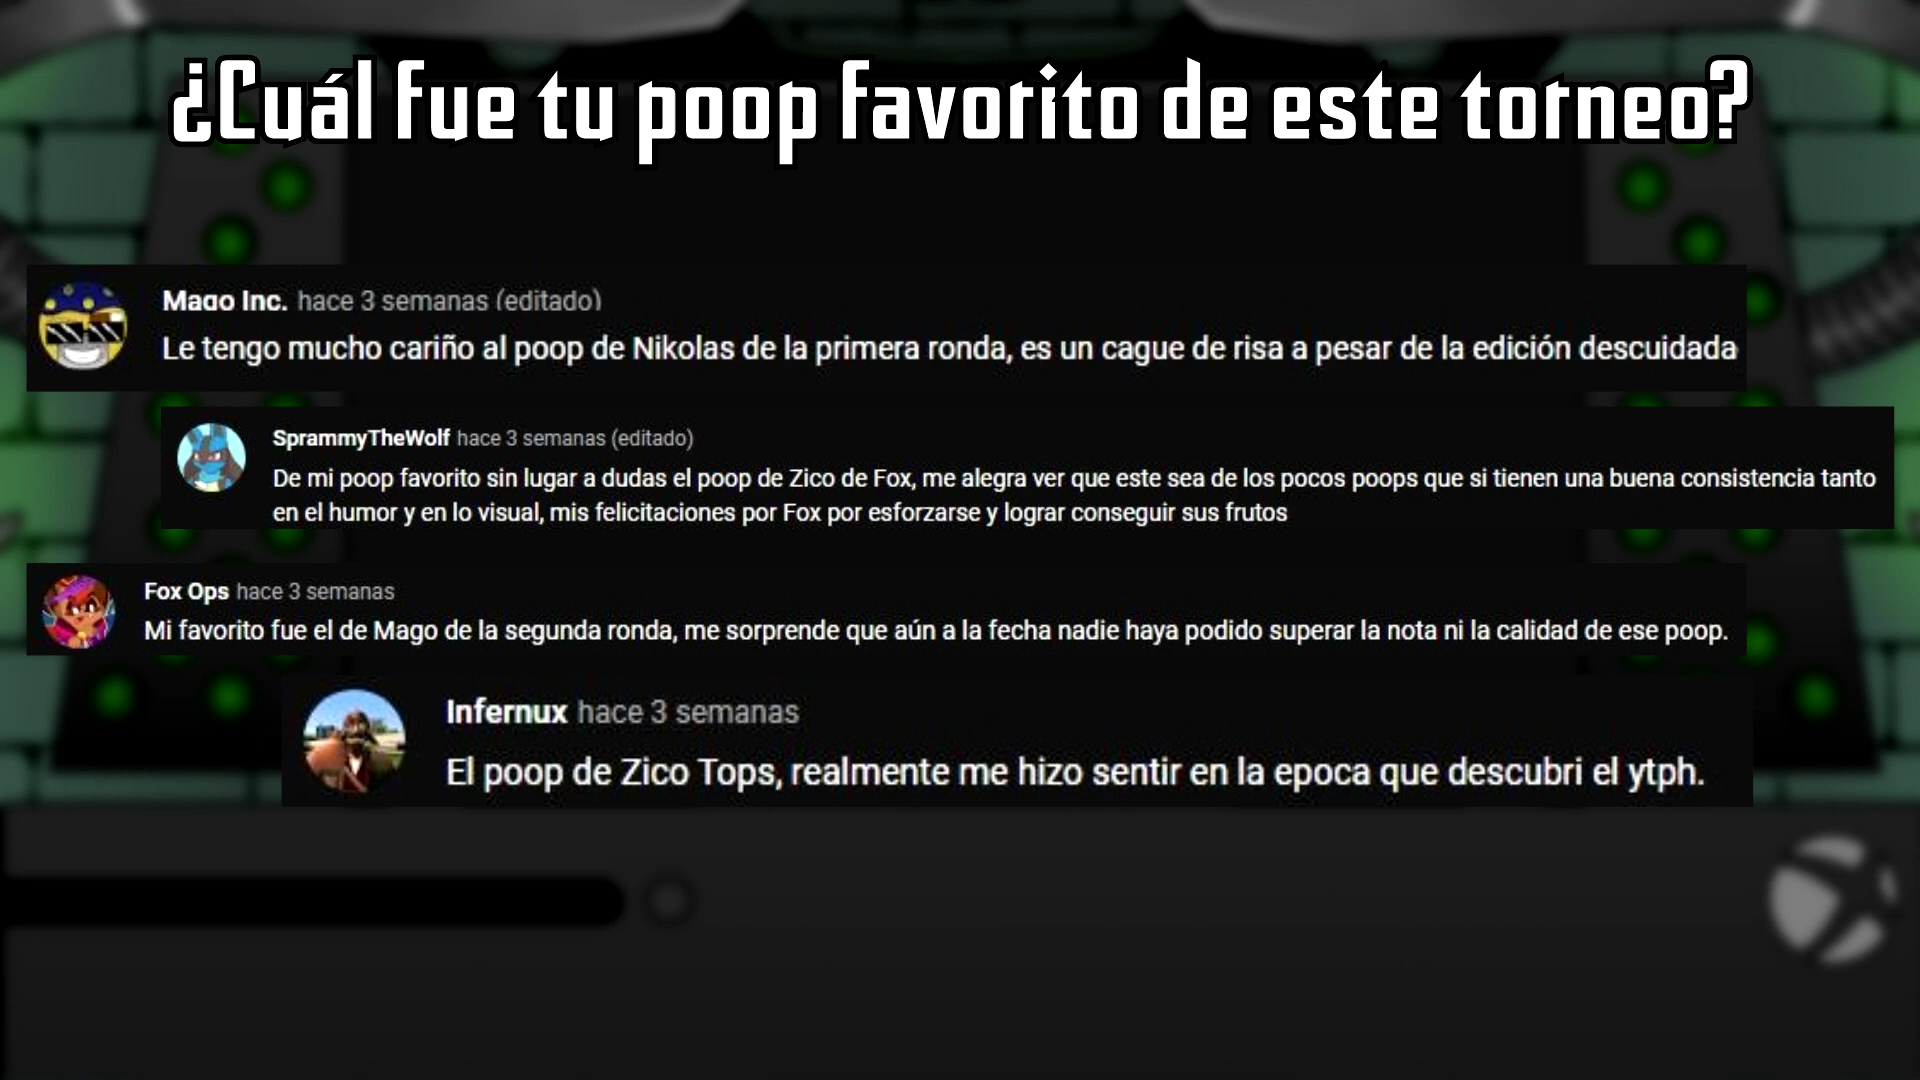 ¿Cuál fue tu poop favorito de este torneo?
Mago Inc. hace 3 semanas (editado)
Le tengo mucho cariño al poop de Nikolas de la primera ronda, es un cague de risa a pesar de la edición descuidada
SprammyTheWolf hace 3 semanas (editado)
De mi poop favorito sin lugar a dudas el poop de Zico de Fox, me alegra ver que este sea de los pocos poops que si tienen una buena consistencia tanto
en el humor y en lo visual, mis felicitaciones por Fox por esforzarse y lograr conseguir sus frutos
Fox Ops hace 3 semanas
Mi favorito fue el de Mago de la segunda ronda, me sorprende que aún a la fecha nadie haya podido superar la nota ni la calidad de ese poop.
Infernux hace 3 semanas
El poop de Zico Tops, realmente me hizo sentir en la epoca que descubri el ytph.